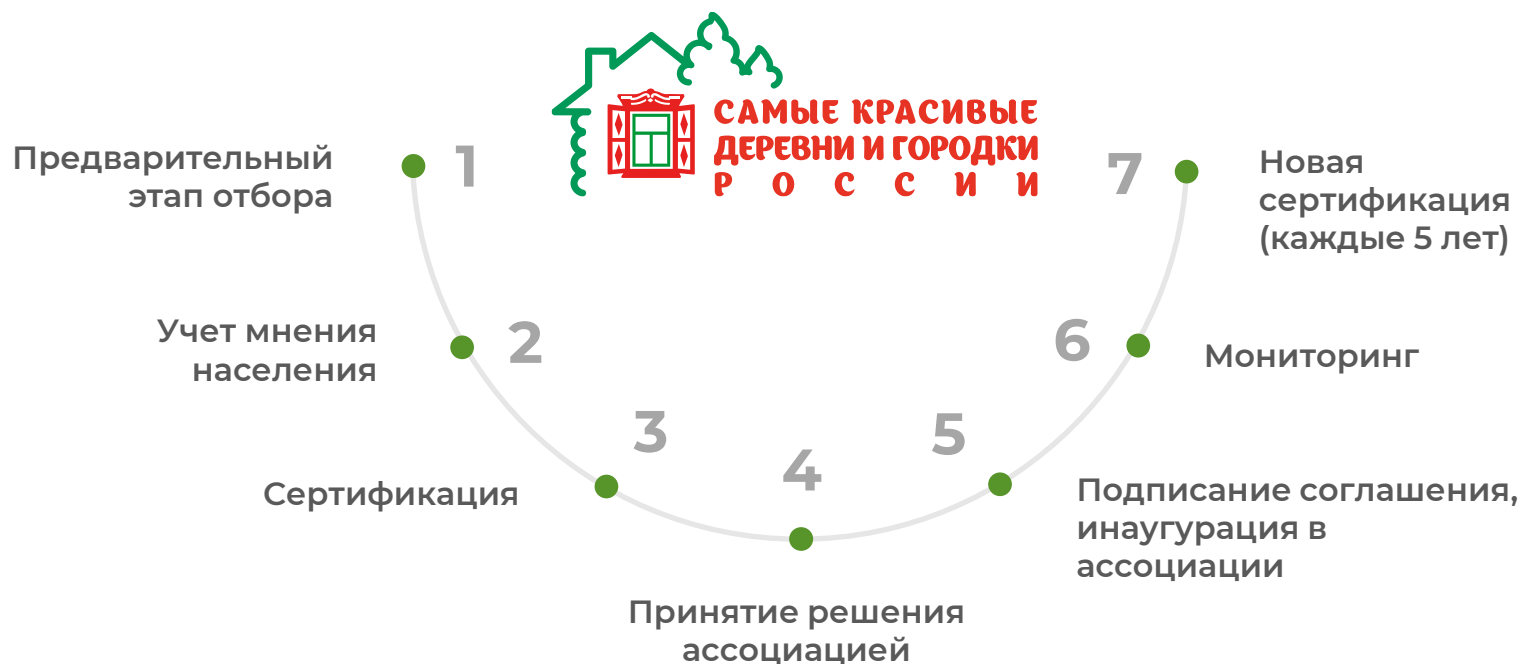 САМЫЕ КРАСИВЫЕ
ДЕРЕВНИ И ГОРОДКИ
РОССИИ
1
Предварительный
этап отбора
2
Учет мнения
населения
3
Сертификация
4
Принятие решения
ассоциацией
5
Подписание соглашения,
инаугурация в
ассоциации
6
Мониторинг
7
Новая
сертификация
(каждые 5 лет)